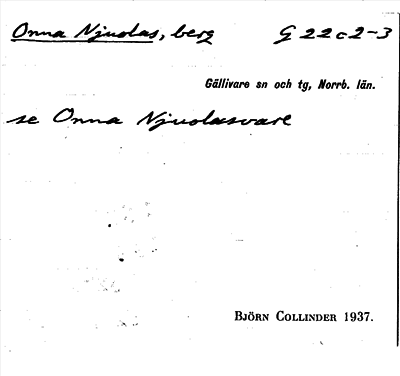 Onna Njuolas, berg G 22 c 2-3
Gällivare sn och tg, Norrb. län.
se Onna Njuolasvare
BJÖRN COLLINDER 1937.